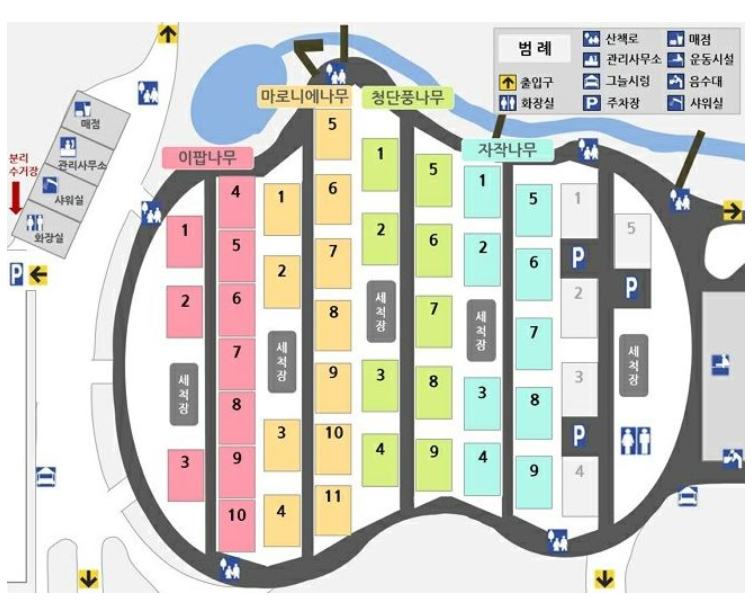 범 례
산책로
매점
관리사무소
운동시설
출입구
그늘시렁
음수대
화장실
P 주차장
샤워실
매점
관리사무소
샤워실
화장실
분리
수거장
P
이팝나무
마로니에나무
청단풍나무
자작나무
1
2
세척장
3
4
5
6
7
8
9
10
1
2
세척장
3
4
5
6
7
8
9
10
11
1
2
세척장
3
4
5
6
7
8
9
1
2
세척장
3
4
5
6
7
8
9
1
P
2
3
P
4
5
P
세척장